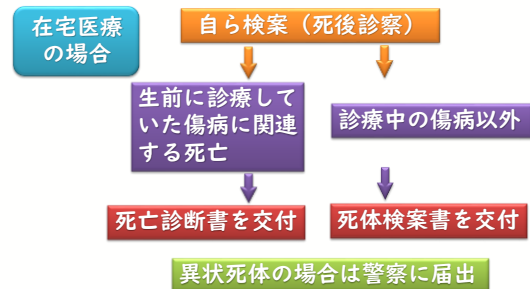 在宅医療
の場合
自ら検案（死後診察）
生前に診療して
いた傷病に関連
する死亡
診療中の傷病以外
死亡診断書を交付
死体検案書を交付
異状死体の場合は警察に届出